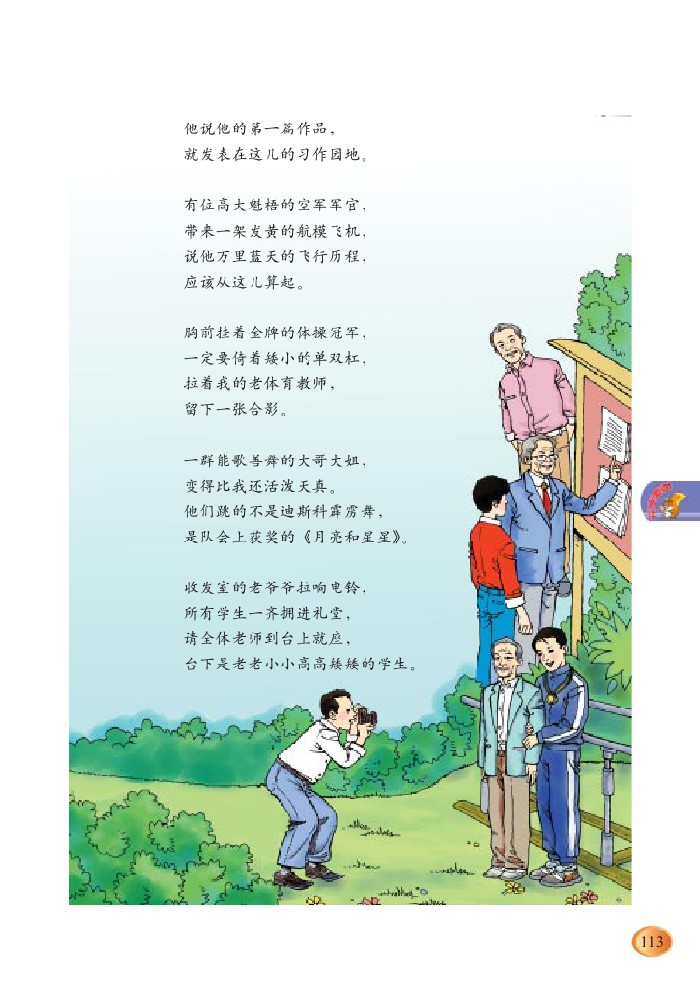 他说他的第一篇作品，
就发表在这儿的习作园地。
有位高大魁梧的空军军官，
带来一架发黄的航模飞机，
说他万里蓝天的飞行历程，
应该从这儿算起。
胸前挂着金牌的体操冠军，
一定要傍着矮小的单双杠，
拉着我的老体育教师，
留下一张合影。
一群能歌善舞的大哥大姐，
变得比我还活泼天真。
他们跳的不是迪斯科霹雳舞，
是队会上获奖的《月亮和星星》。
收发室的老爷爷拉响电铃，
所有学生一齐拥进礼堂，
请全体老师到台上就座，
台下是老老小小高高矮矮的学生。
113